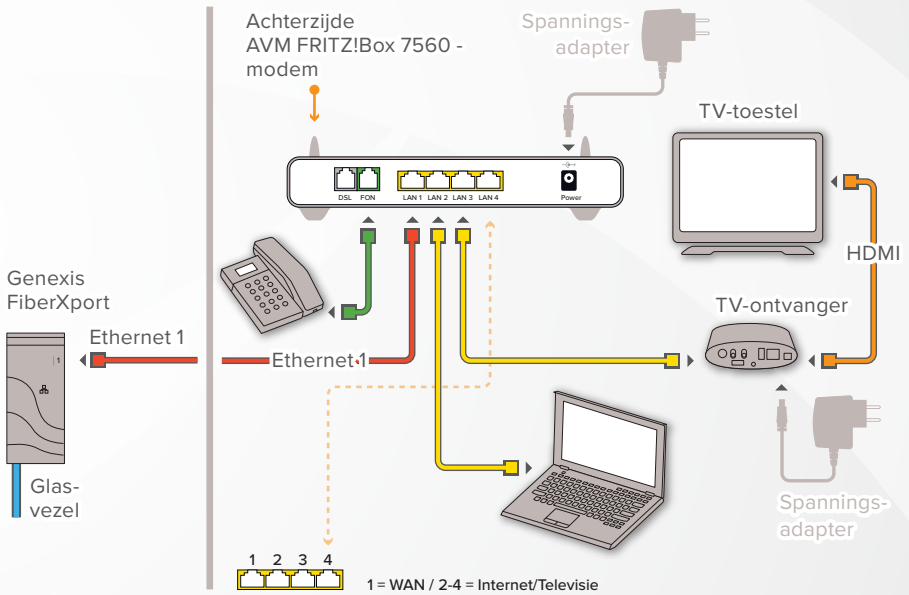 Achterzijde
AVM FRITZ!Box 7560 -
modem
Spannings-
adapter
TV-toestel
DSL FON LAN 1 LAN 2 LAN 3 LAN 4 Power
HDMI
Genexis
FiberXport
Ethernet 1
1
Ethernet 1
TV-ontvanger
Glas-
vezel
Spannings-
adapter
1 2 3 4
1 = WAN / 2-4 = Internet/Televisie